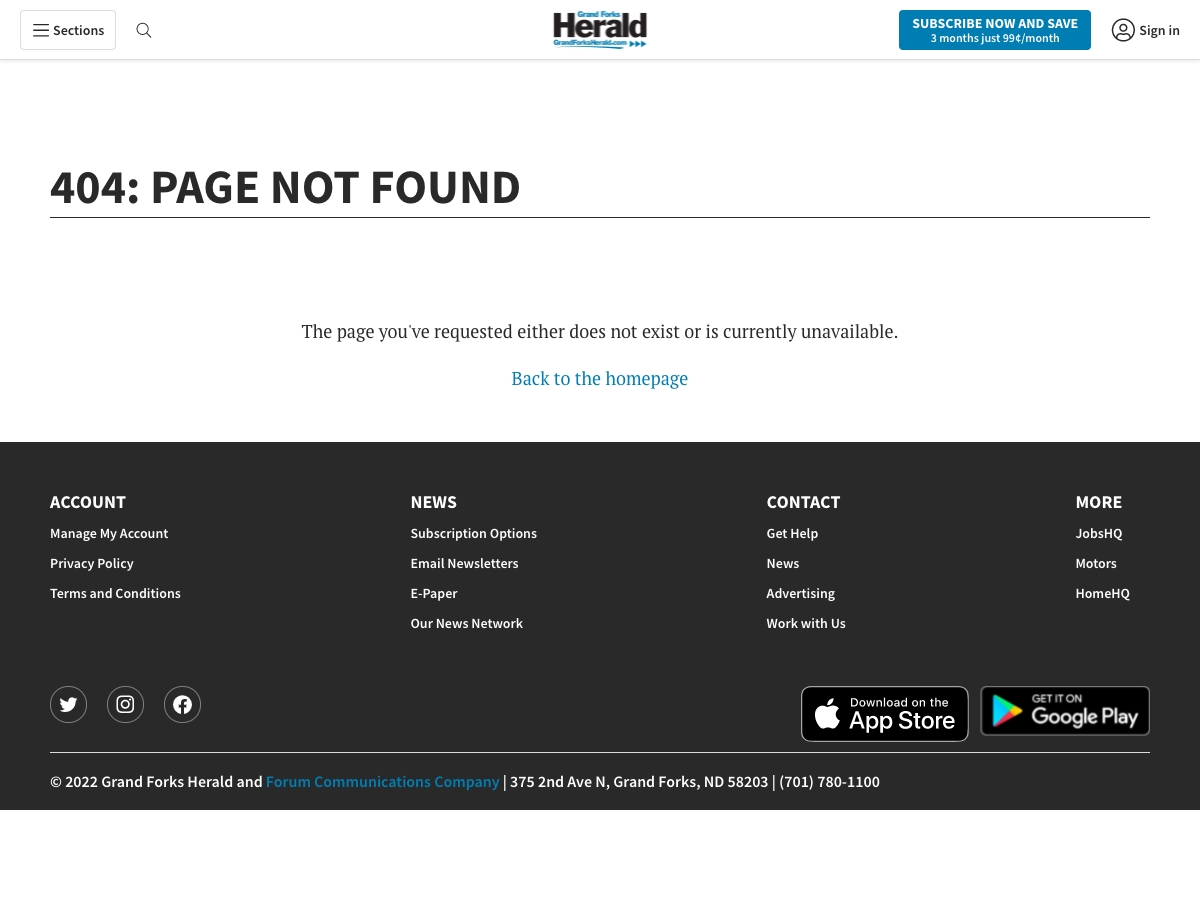 Sections
Grand Forks
Herald
GrandForksHerald.com
SUBSCRIBE NOW AND SAVE
3 months just 99¢/month
Sign in
404: PAGE NOT FOUND
The page you've requested either does not exist or is currently unavailable.
Back to the homepage
ACCOUNT
Manage My Account
Privacy Policy
Terms and Conditions
NEWS
Subscription Options
Email Newsletters
E-Paper
Our News Network
CONTACT
Get Help
News
Advertising
Work with Us
MORE
JobsHQ
Motors
HomeHQ
Download on the
App Store
GET IT ON
Google Play
© 2022 Grand Forks Herald and Forum Communications Company | 375 2nd Ave N, Grand Forks, ND 58203 | (701) 780-1100